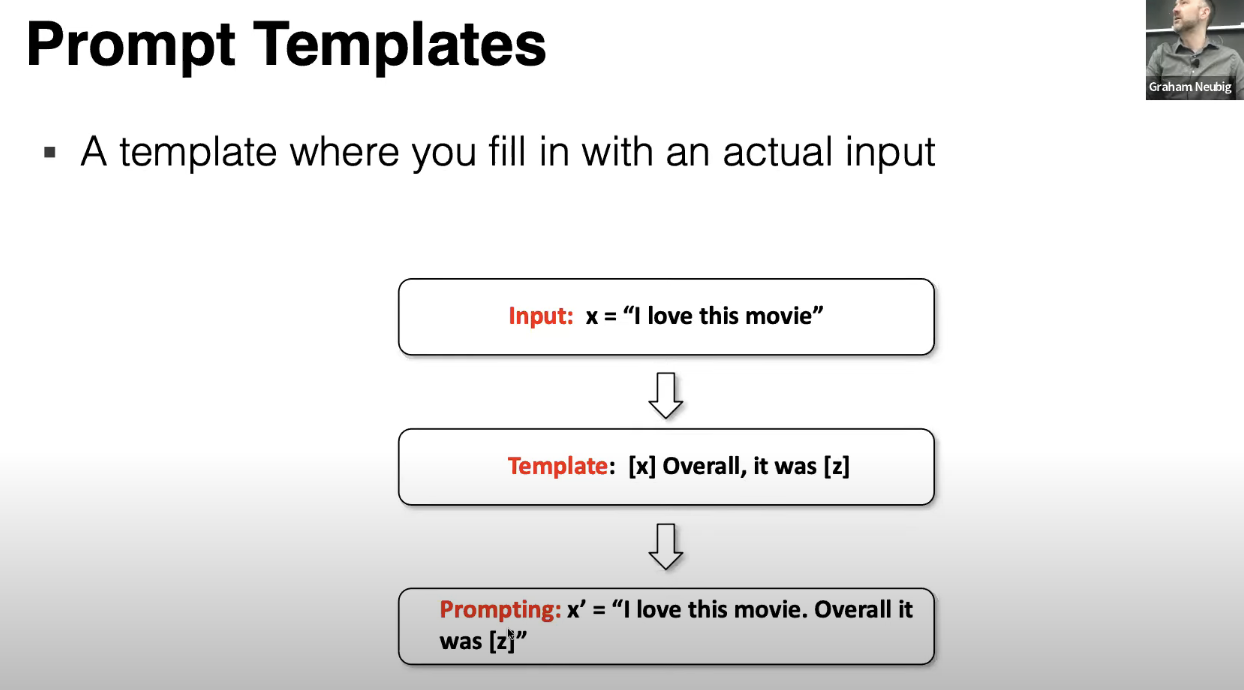 Prompt Templates
Graham Neubig
▪ A template where you fill in with an actual input
Input: x = “I love this movie”
Template: [x] Overall, it was [z]
Prompting: x’ = “I love this movie. Overall it
was [z]”